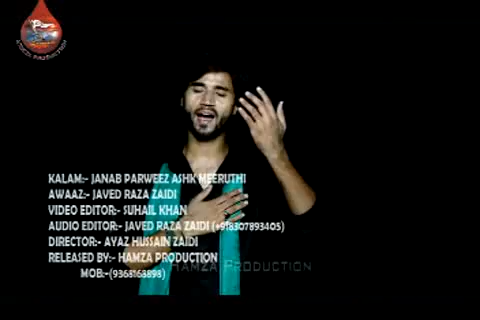 KALAM:- JANAB PARWEEZ ASHK MEERUTHI
AWAAZ:- JAVED RAZA ZAIDI
VIDEO EDITOR:- SUHAIL KHAN
AUDIO EDITOR:- JAVED RAZA ZAIDI (+918307893405)
DIRECTOR:- AYAZ HUSSAIN ZAIDI
RELEASED BY:- HAMZA PRODUCTION
MOB:-(9368168898)
HAMZA PRODUCTION